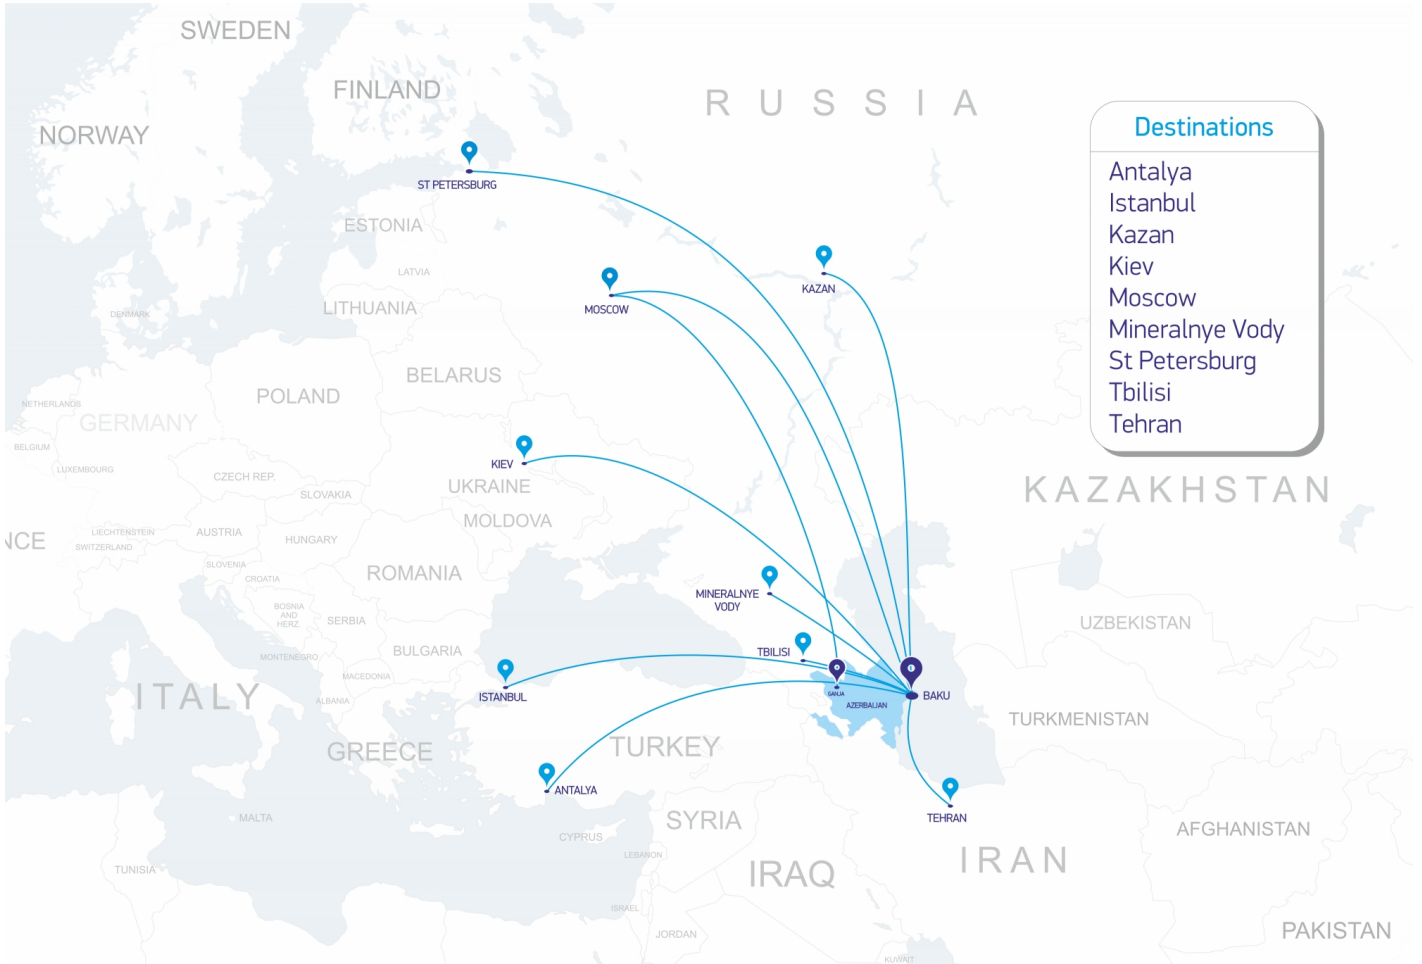 SWEDEN
FINLAND
RUSSIA
NORWAY
Destinations
Antalya
Istanbul
Kazan
Kiev
Moscow
Mineralnye Vody
St Petersburg
Tbilisi
Tehran
ST PETERSBURG
ESTONIA
LATVIA
KAZAN
LITHUANIA
MOSCOW
DENMARK
BELARUS
POLAND
NETHERLANDS
GERMANY
BELGIUM
KIEV
LUXEMBOURG
CZECH REP.
UKRAINE
SLOVAKIA
KAZAKHSTAN
MOLDOVA
LIECHTENSTEIN
AUSTRIA
HUNGARY
NCE
SWITZERLAND
SLOVENIA
ROMANIA
CROATIA
MINERALNYE
VODY
BOSNIA
AND
HERZ.
SERBIA
UZBEKISTAN
BULGARIA
TBILISI
MONTENEGRO
MACEDONIA
ITALY
ISTANBUL
GANJA
BAKU
ALBANIA
AZERBAIJAN
TURKMENISTAN
GREECE
TURKEY
ANTALYA
MALTA
SYRIA
TEHRAN
AFGHANISTAN
CYPRUS
LEBANON
IRAN
TUNISIA
IRAQ
ISRAEL
JORDAN
PAKISTAN
KUWAIT